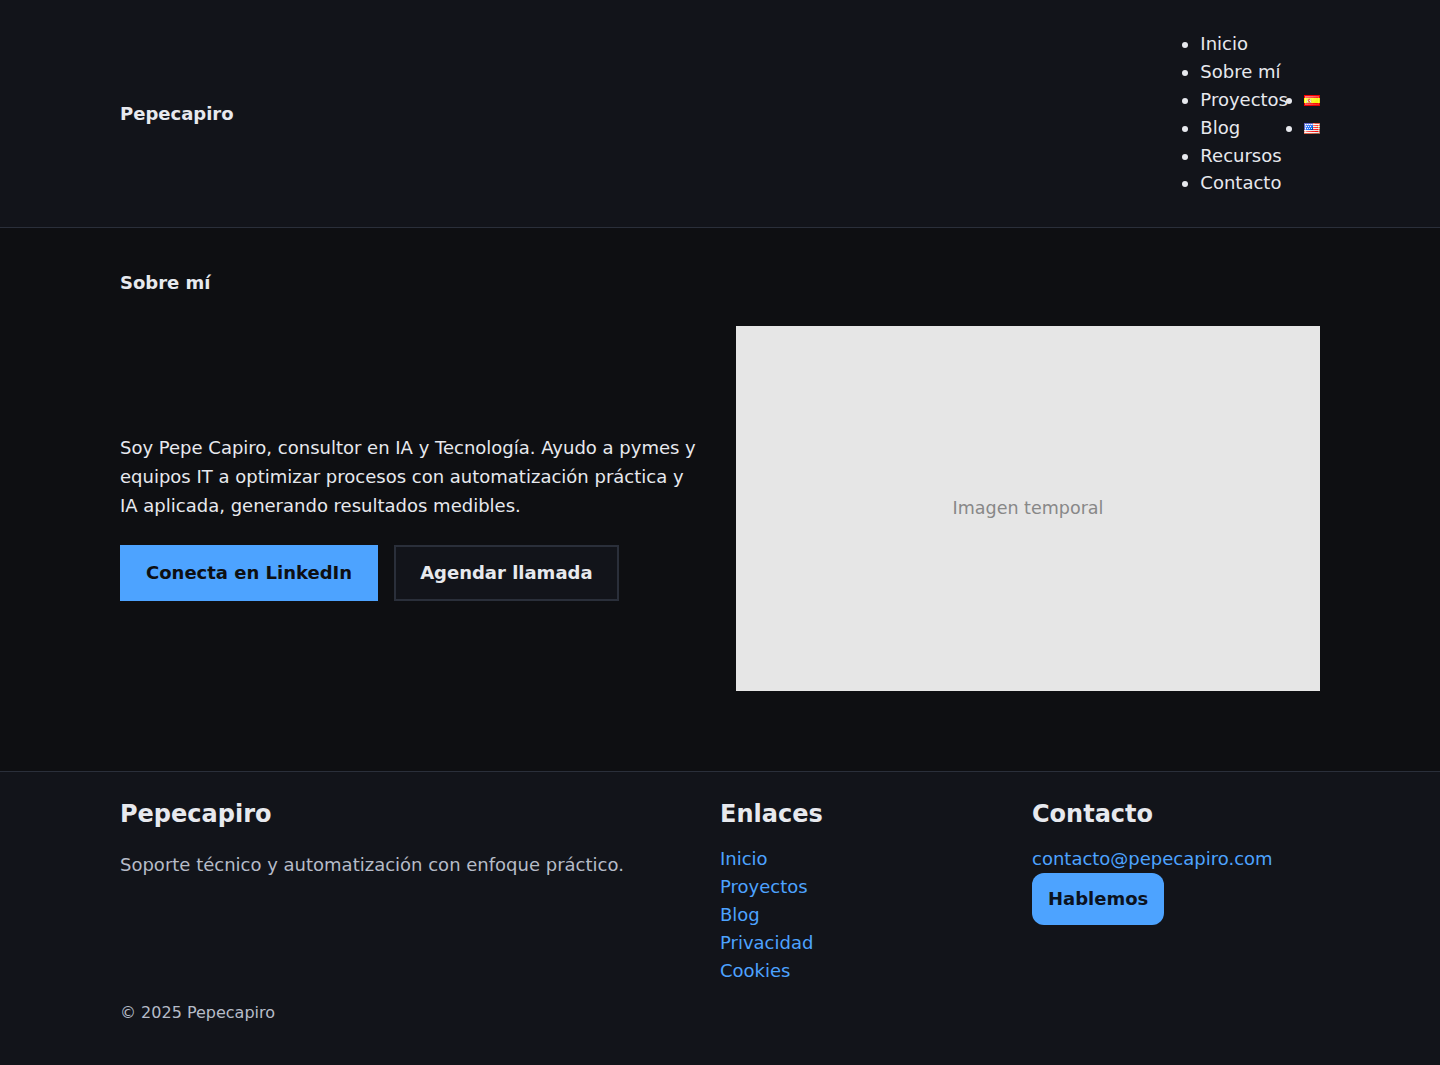 Pepecapiro
Inicio
Sobre mí
Proyectos
Blog
Recursos
Contacto
Sobre mí
Soy Pepe Capiro, consultor en IA y Tecnología. Ayudo a pymes y
equipos IT a optimizar procesos con automatización práctica y
IA aplicada, generando resultados medibles.
Conecta en LinkedIn
Agendar llamada
Imagen temporal
Pepecapiro
Soporte técnico y automatización con enfoque práctico.
Enlaces
Inicio
Proyectos
Blog
Privacidad
Cookies
Contacto
contacto@pepecapiro.com
Hablemos
© 2025 Pepecapiro